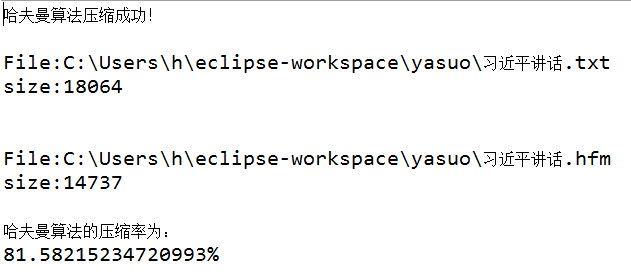 哈夫曼算法压缩成功!
File:C:\Users\h\eclipse-workspace\yasuo\习近平讲话.txt
size:18064
File:C:\Users\h\eclipse-workspace\yasuo\习近平讲话.hfm
size:14737
哈夫曼算法的压缩率为:
81.58215234720993%